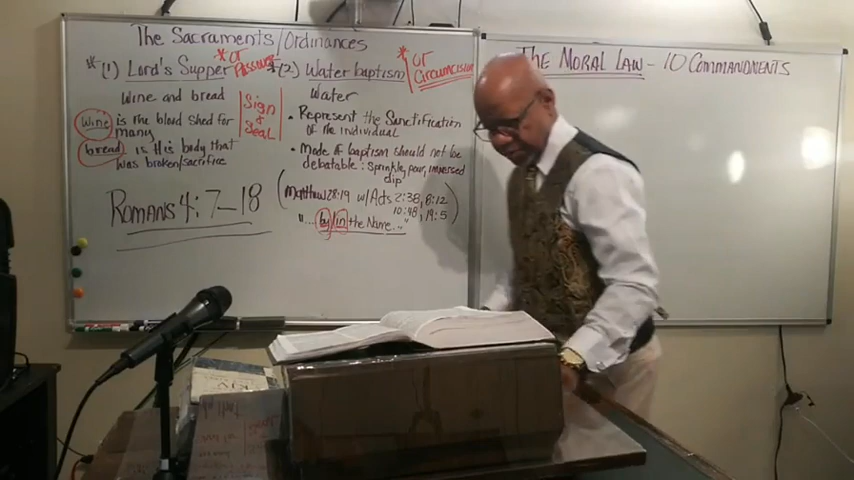 The Sacraments/Ordinances
* (1) Lord's Supper * or Passover
Wine and bread
Wine is the blood shed for many
bread is His body that was broken/sacrifice
Sign & Seal
Romans 4: 7-18
*(2) Water baptism * or Circumcision
Water
• Represent the Sanctification of the individual
• Mode of baptism should not be debatable: sprinkle, pour, immersed dip
(Matthew 28:19 w/Acts 2:38, 8:12
10:48, 19:5)
"... by/in the Name..."
The Moral Law - 10 Commandments